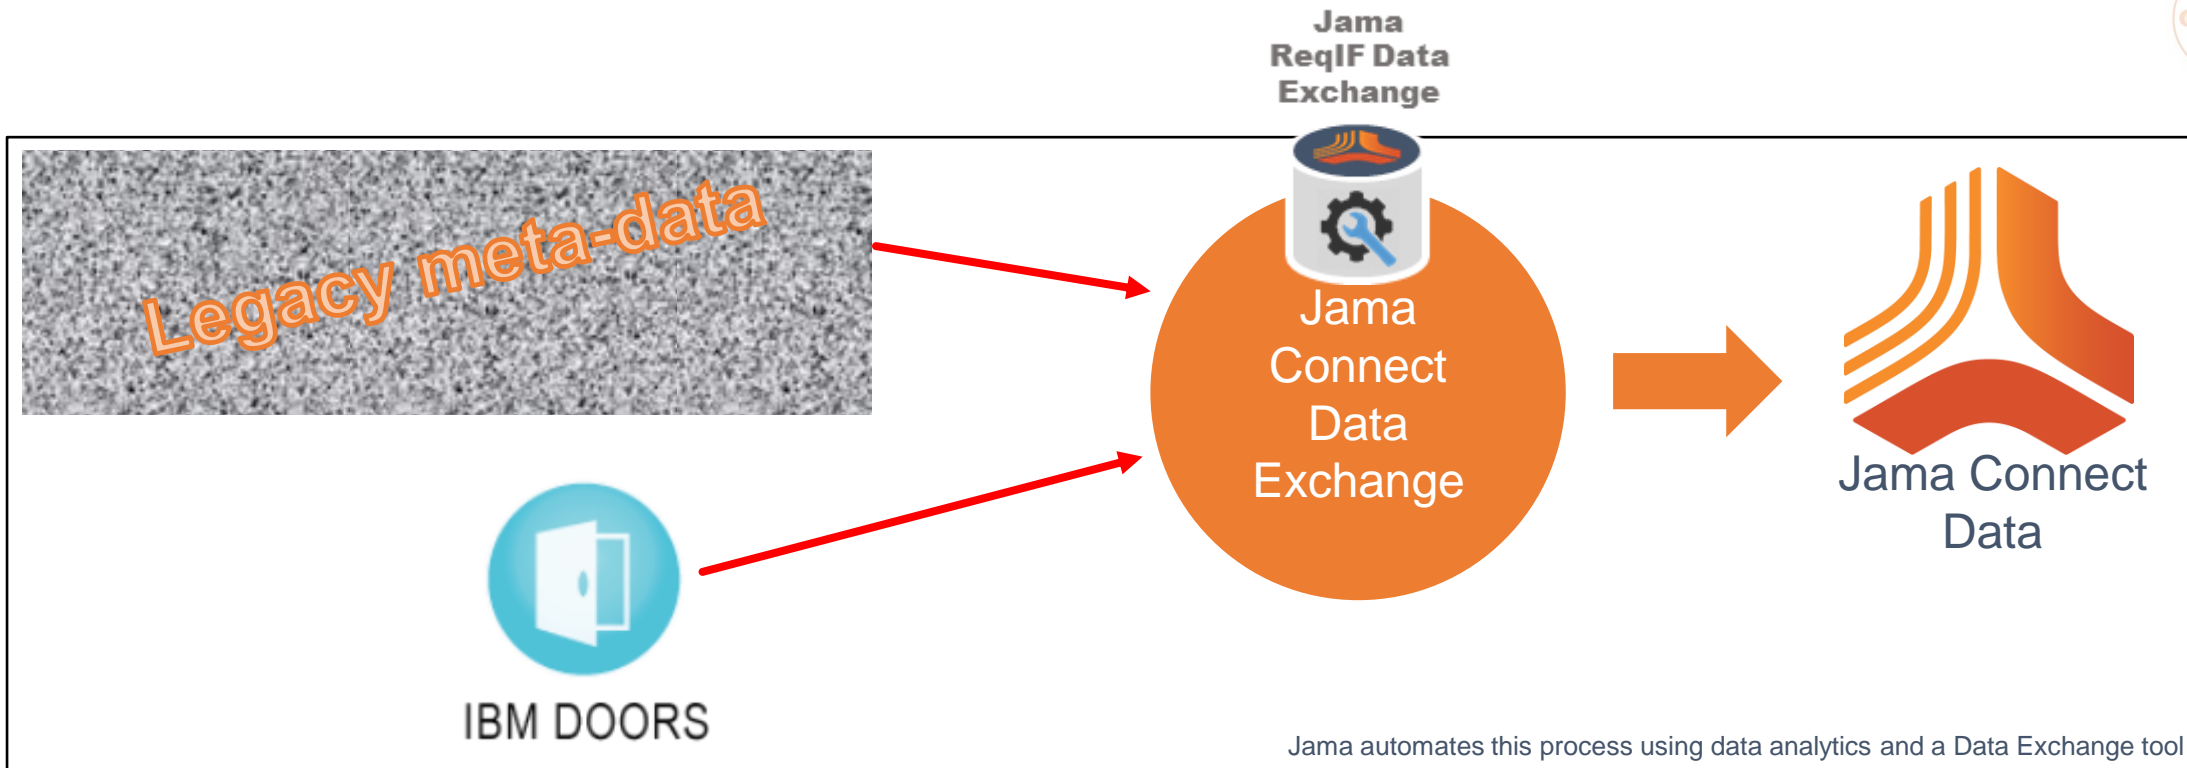 Jama
ReqIF Data
Exchange
Legacy meta-data
Jama
Connect
Data
Exchange
Jama Connect
Data
IBM DOORS
Jama automates this process using data analytics and a Data Exchange tool